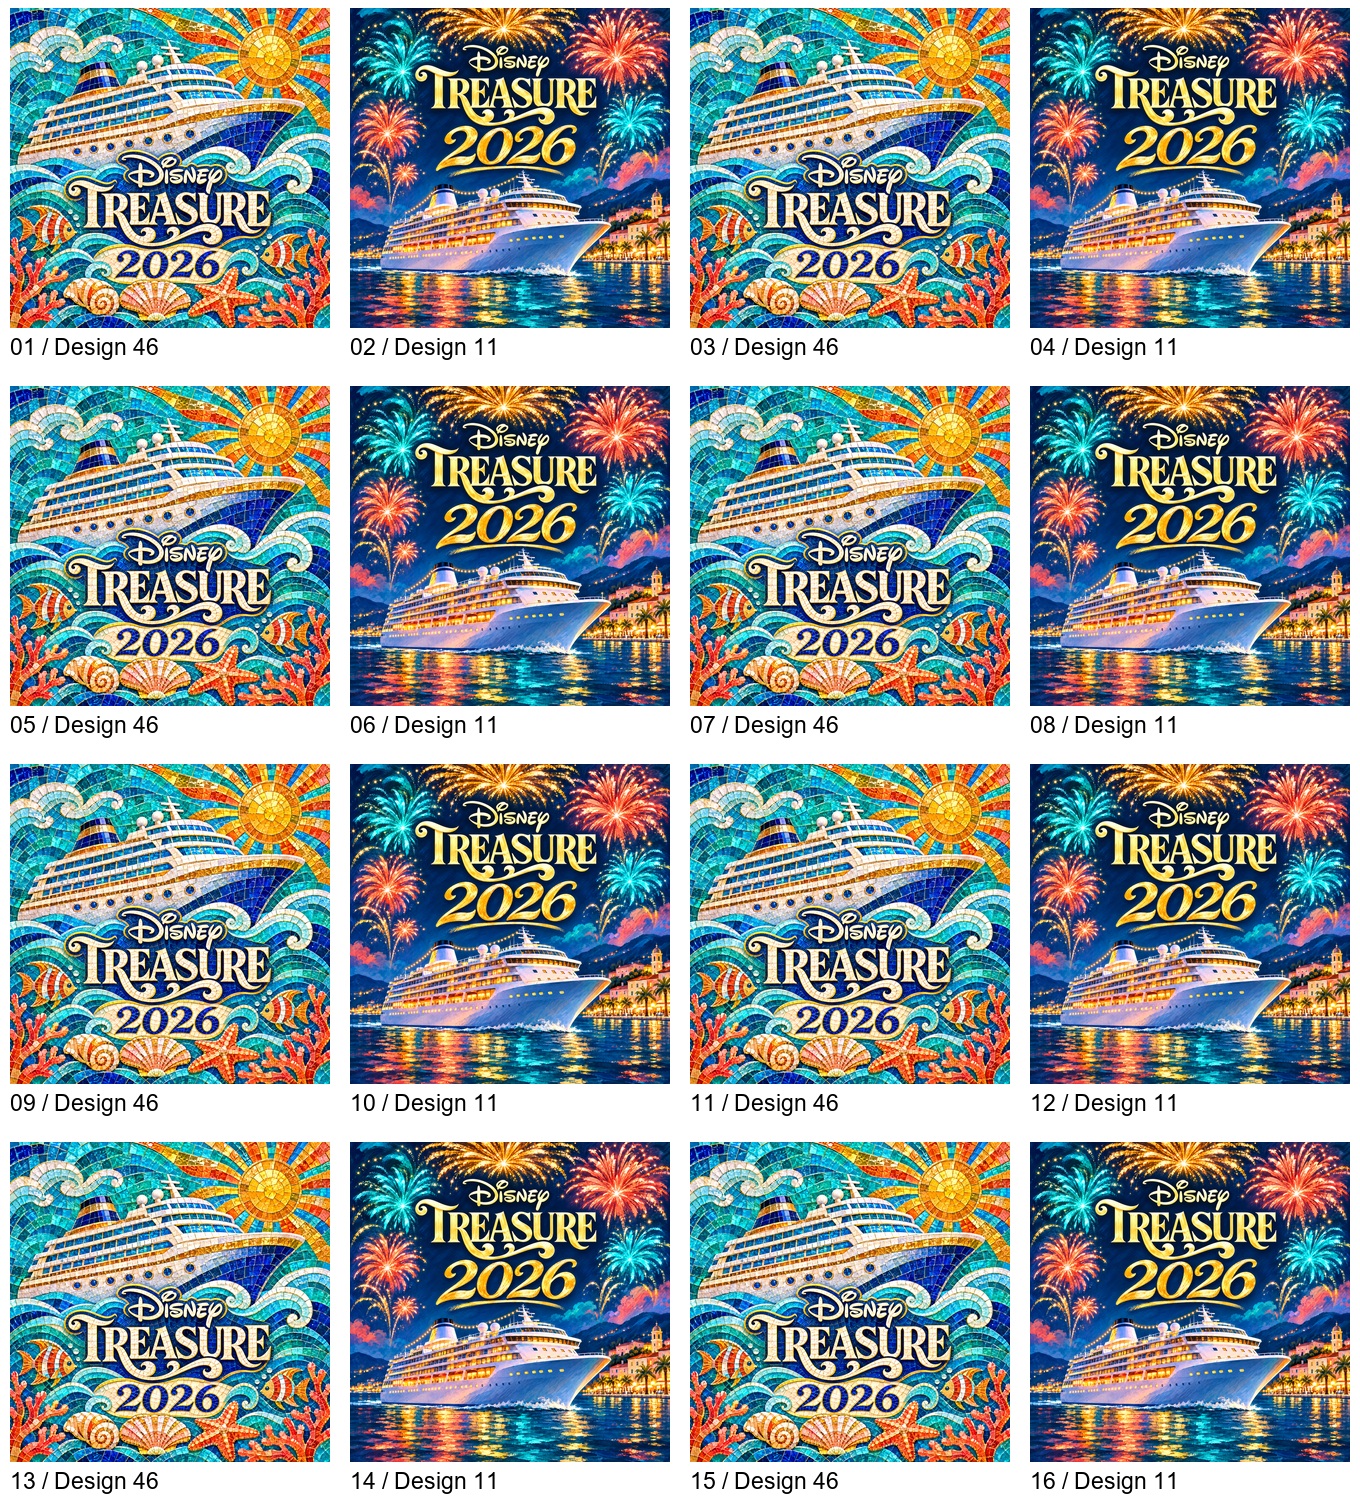 Disney
TREASURE
2026
01 / Design 46
Disney
TREASURE
2026
02 / Design 11
Disney
TREASURE
2026
03 / Design 46
Disney
TREASURE
2026
04 / Design 11
Disney
TREASURE
2026
05 / Design 46
Disney
TREASURE
2026
06 / Design 11
Disney
TREASURE
2026
07 / Design 46
Disney
TREASURE
2026
08 / Design 11
Disney
TREASURE
2026
09 / Design 46
Disney
TREASURE
2026
10 / Design 11
Disney
TREASURE
2026
11 / Design 46
Disney
TREASURE
2026
12 / Design 11
Disney
TREASURE
2026
13 / Design 46
Disney
TREASURE
2026
14 / Design 11
Disney
TREASURE
2026
15 / Design 46
Disney
TREASURE
2026
16 / Design 11